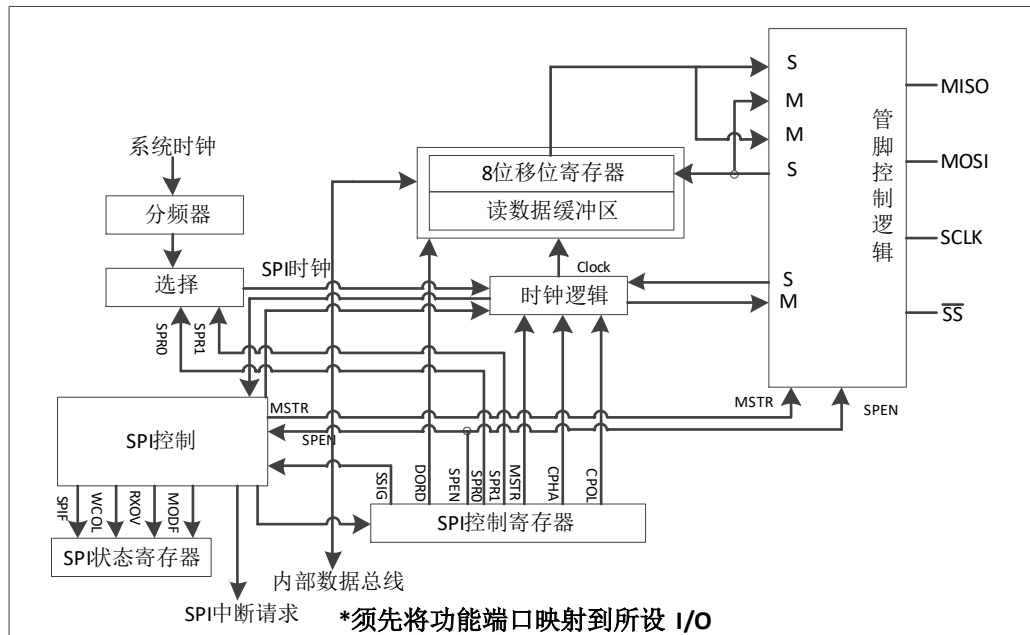 S
M
M
S
MISO
MOSI
SCLK
SS
管脚控制逻辑
系统时钟
分频器
选择
SPI时钟
8位移位寄存器
读数据缓冲区
Clock
时钟逻辑
S
M
SPR0
SPR1
MSTR
SPEN
MSTR
SPEN
SPI控制
SSIG
DORD
SPEN
SPR0
SPR1
MSTR
CPHA
CPOL
SPI控制寄存器
SPIF
WCOL
RXOV
MODF
SPI状态寄存器
SPI中断请求
内部数据总线
*须先将功能端口映射到所设 I/O